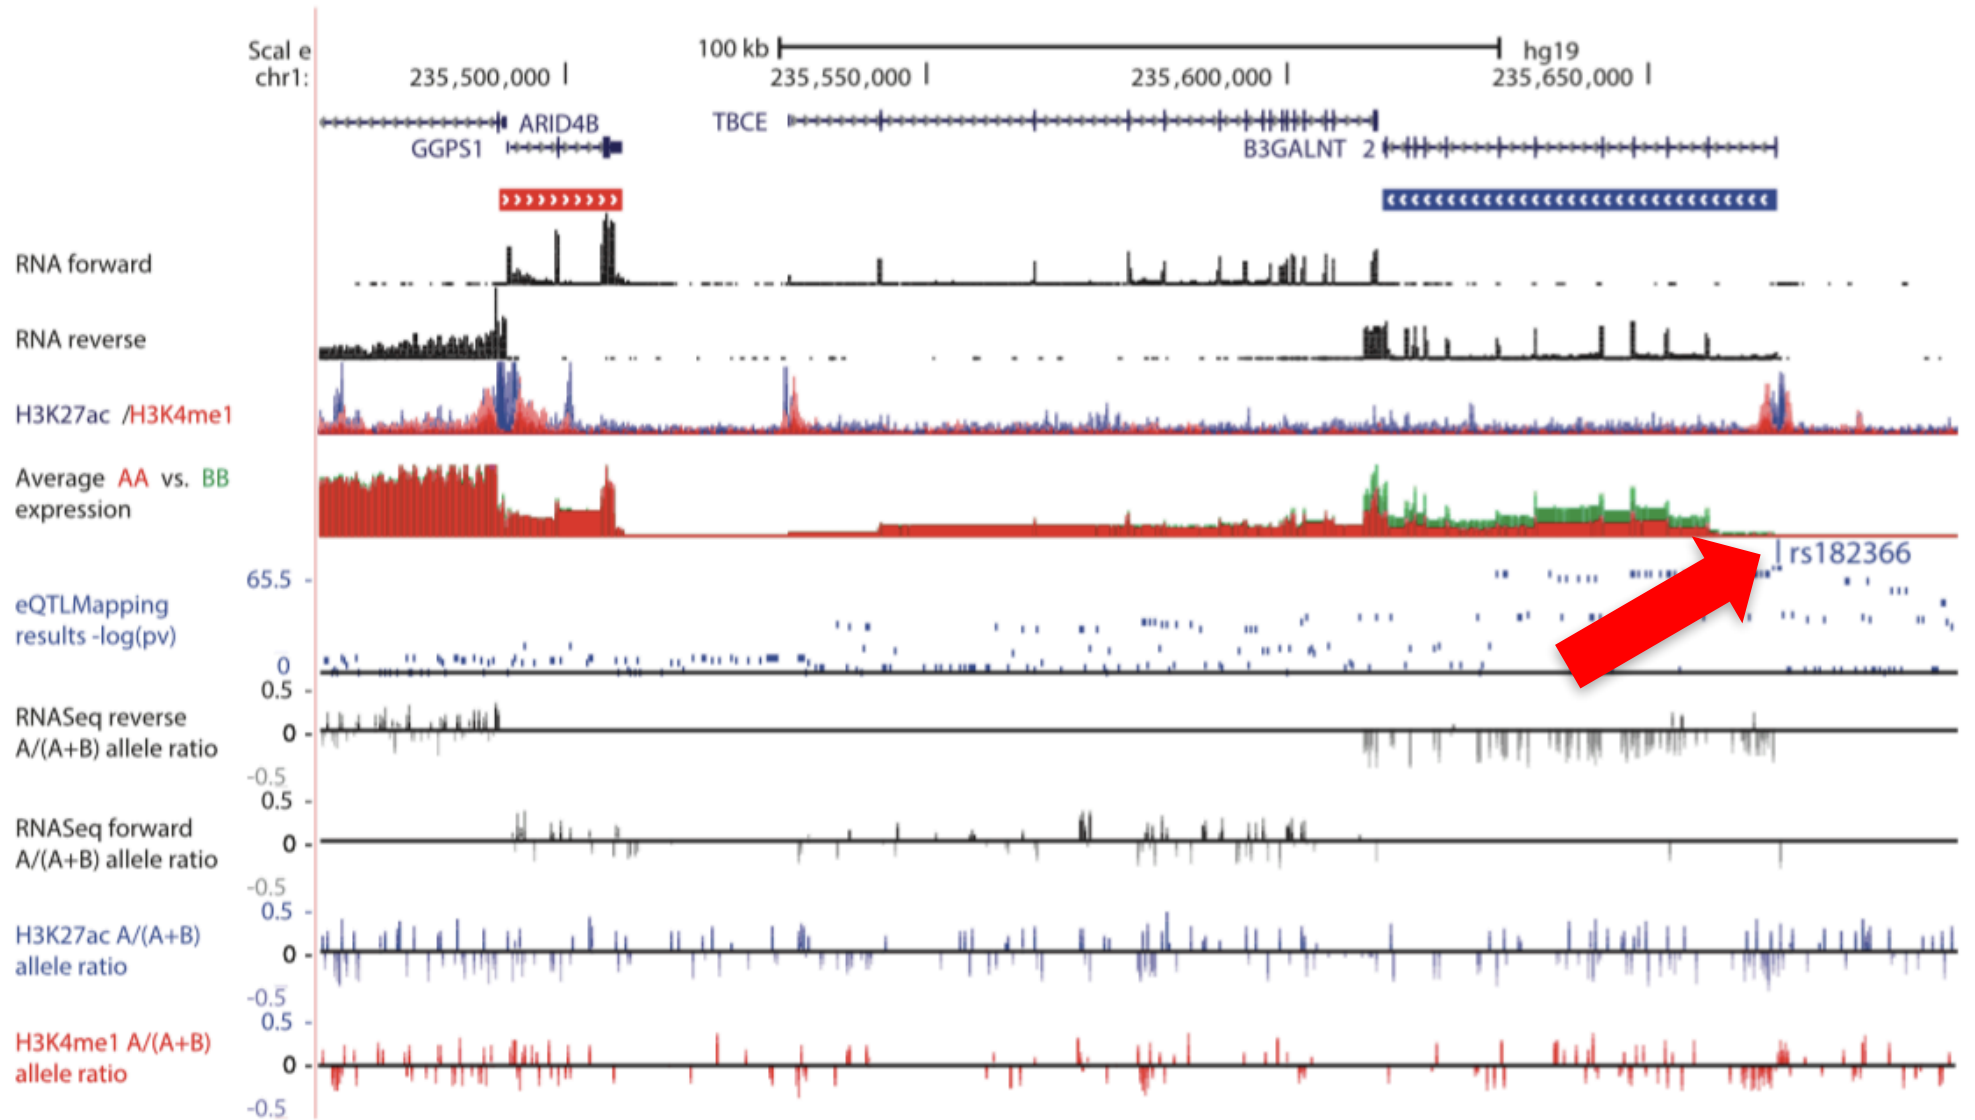 Scal e 100 kb hg19
chr1: 235,500,000 235,550,000 235,600,000 235,650,000
ARID4B TBCE
GGPS1 B3GALNT 2
RNA forward
RNA reverse
H3K27ac /H3K4me1
Average AA vs. BB
expression
rs182366
65.5 -
eQTLMapping
results -log(pv)
0
0.5 -
RNASeq reverse
A/(A+B) allele ratio
0 -
-0.5
0.5 -
RNASeq forward
A/(A+B) allele ratio
0 -
-0.5
0.5 -
H3K27ac A/(A+B)
allele ratio
0 -
-0.5
0.5 -
H3K4me1 A/(A+B)
allele ratio
0 -
-0.5